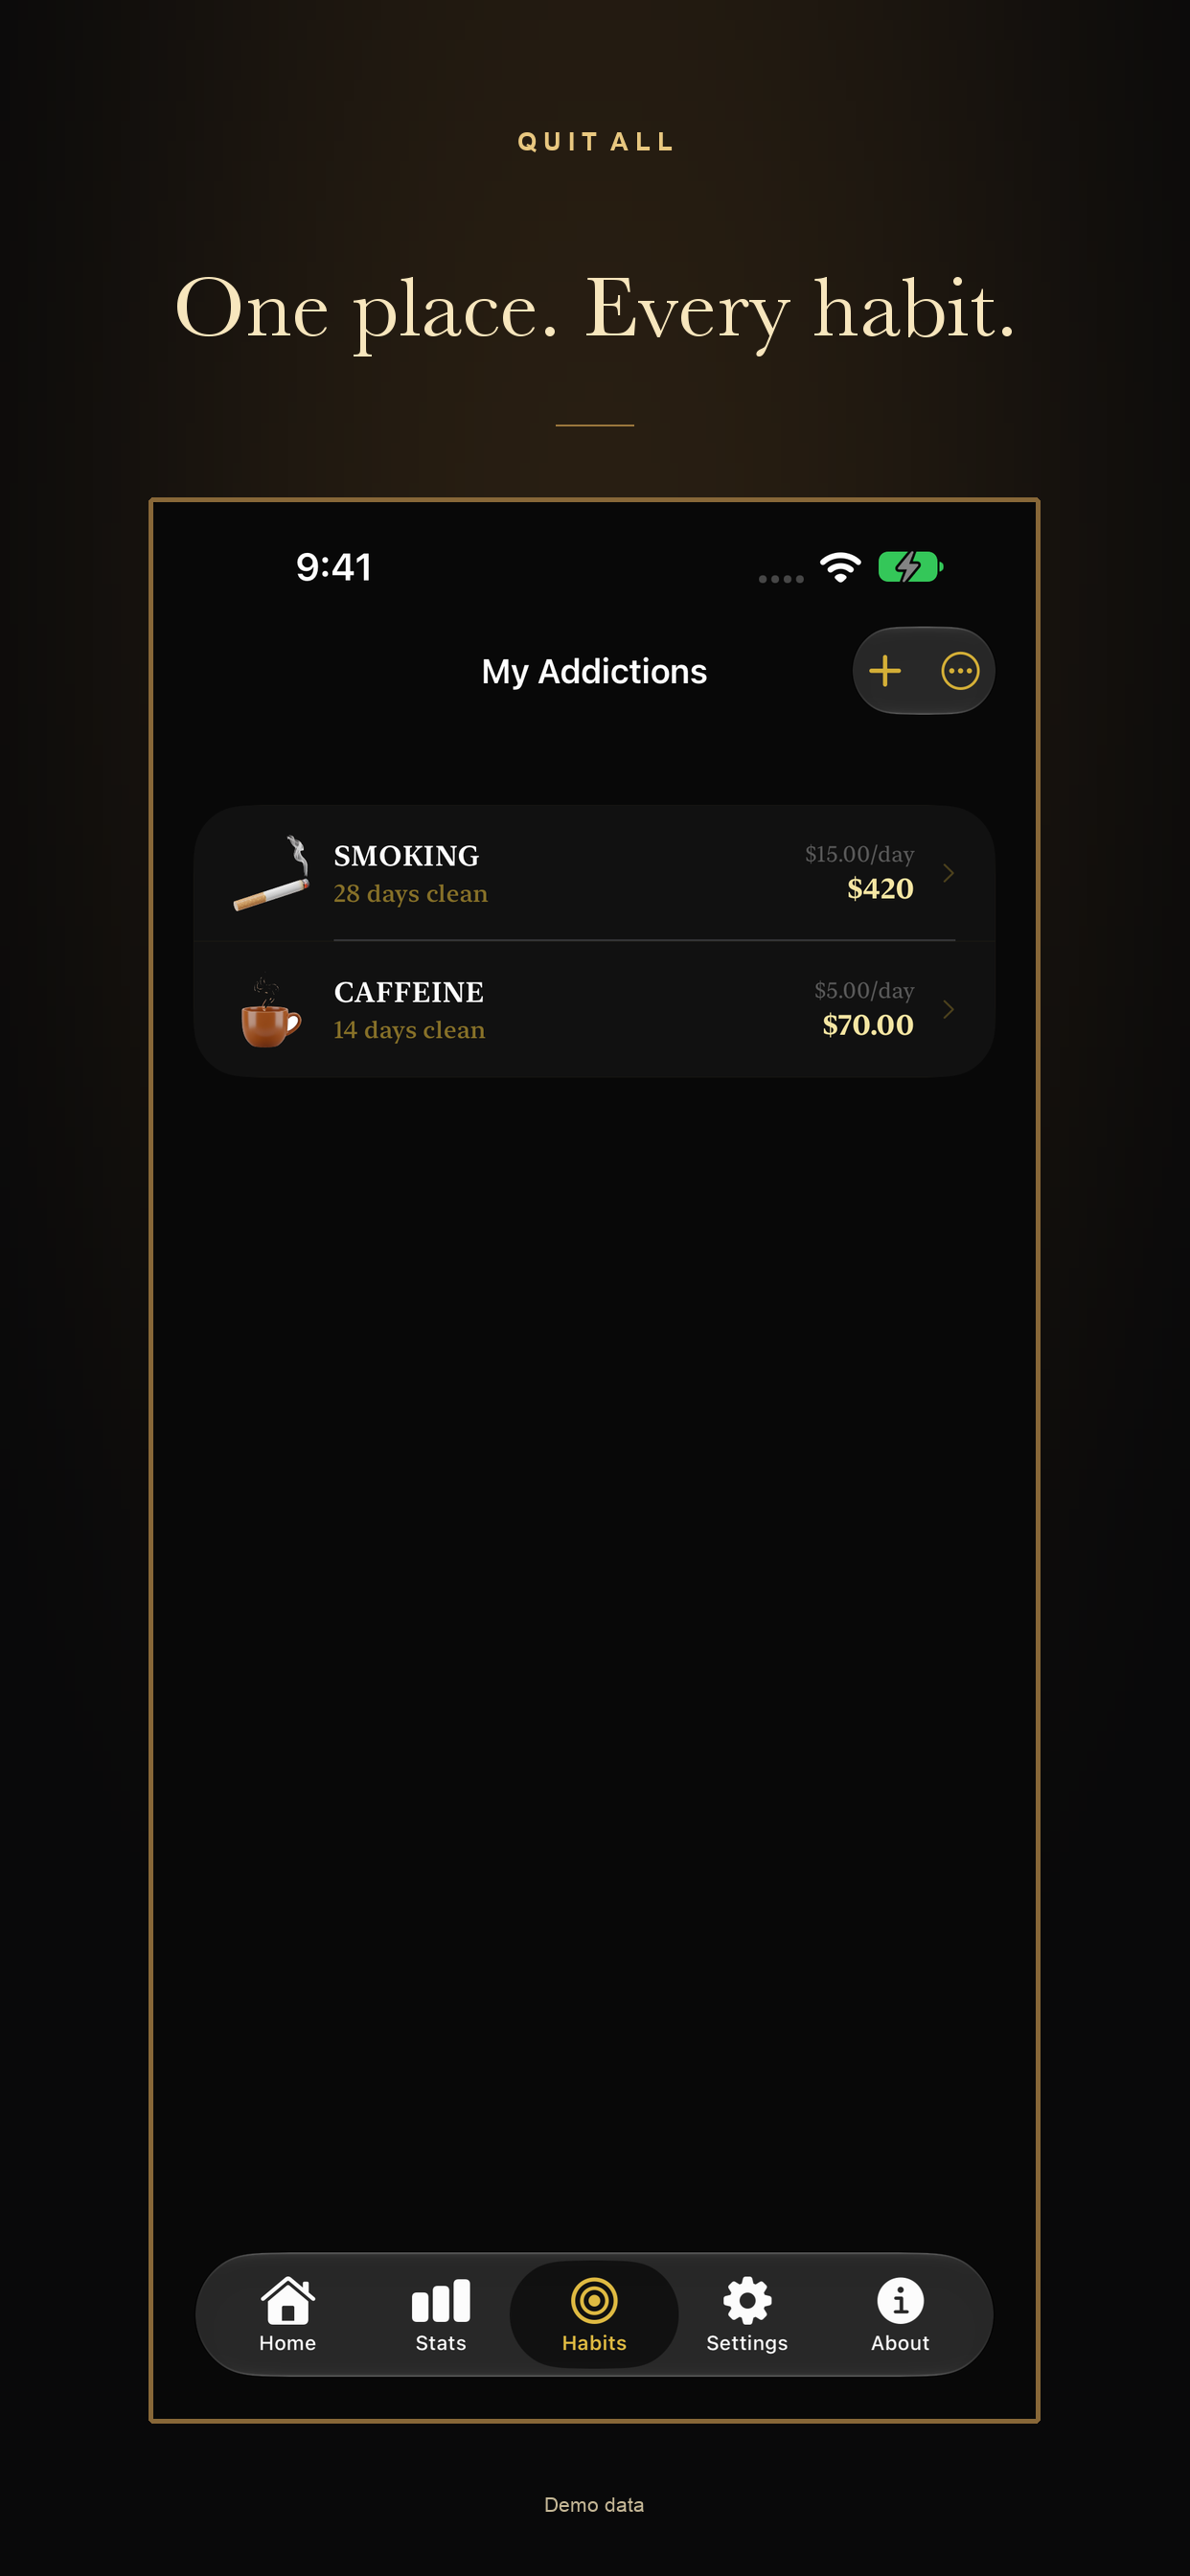 QUIT ALL
One place. Every habit.
9:41
My Addictions
SMOKING
$15.00/day
28 days clean
$420
CAFFEINE
$5.00/day
14 days clean
$70.00
Home Stats Habits Settings About
Demo data